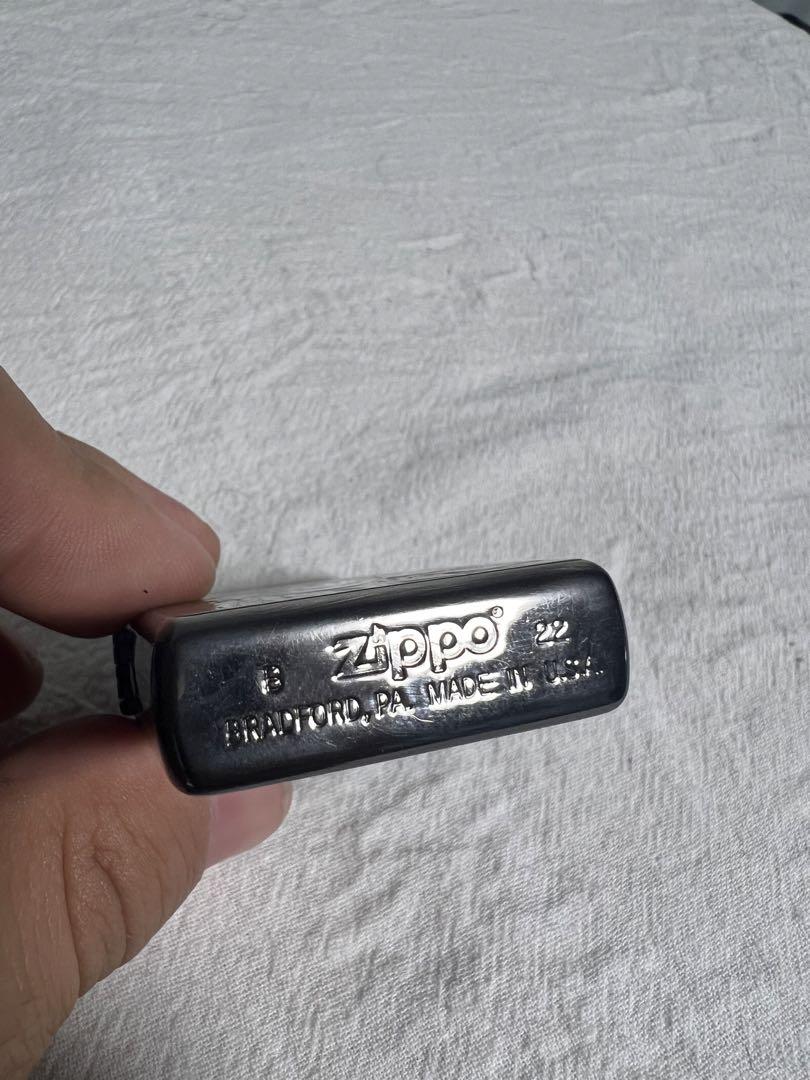 B zippo® 22
BRADFORD, PA. MADE IN U.S.A.